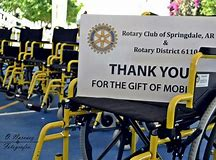 Rotary Club of Springdale, AR
&
Rotary District 6110
THANK YOU
FOR THE GIFT OF MOBI